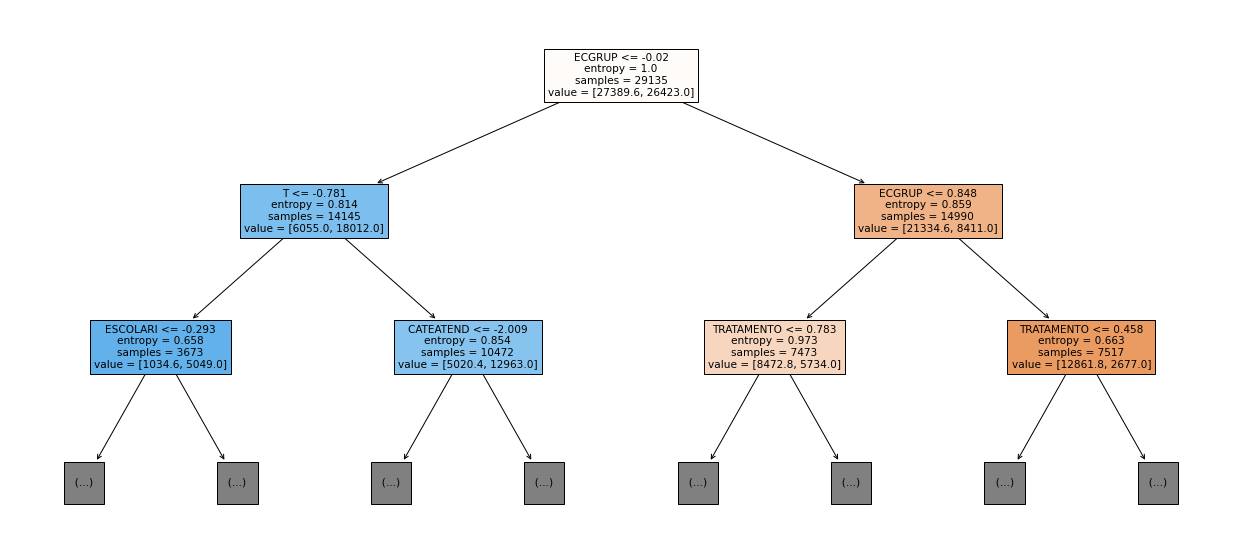 ECGRUP <= -0.02
entropy = 1.0
samples = 29135
value = [27389.6, 26423.0]
T <= -0.781
entropy = 0.814
samples = 14145
value = [6055.0, 18012.0]
ECGRUP <= 0.848
entropy = 0.859
samples = 14990
value = [21334.6, 8411.0]
ESCOLARI <= -0.293
entropy = 0.658
samples = 3673
value = [1034.6, 5049.0]
CATEATEND <= -2.009
entropy = 0.854
samples = 10472
value = [5020.4, 12963.0]
TRATAMENTO <= 0.783
entropy = 0.973
samples = 7473
value = [8472.8, 5734.0]
TRATAMENTO <= 0.458
entropy = 0.663
samples = 7517
value = [12861.8, 2677.0]
(...)
(...)
(...)
(...)
(...)
(...)
(...)
(...)